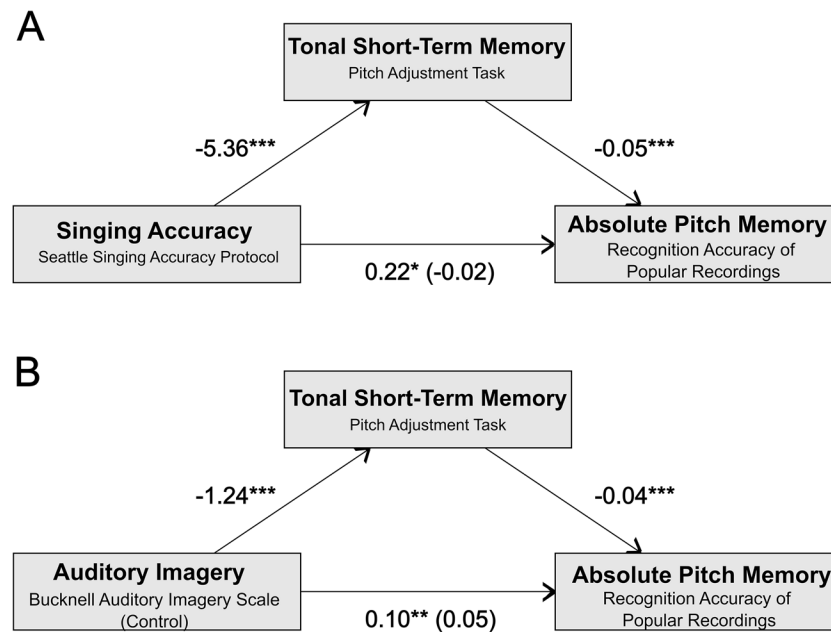 A
Tonal Short-Term Memory
Pitch Adjustment Task
-5.36***
-0.05***
Singing Accuracy
Seattle Singing Accuracy Protocol
0.22* (-0.02)
Absolute Pitch Memory
Recognition Accuracy of
Popular Recordings
B
Tonal Short-Term Memory
Pitch Adjustment Task
-1.24***
-0.04***
Auditory Imagery
Bucknell Auditory Imagery Scale
(Control)
0.10** (0.05)
Absolute Pitch Memory
Recognition Accuracy of
Popular Recordings